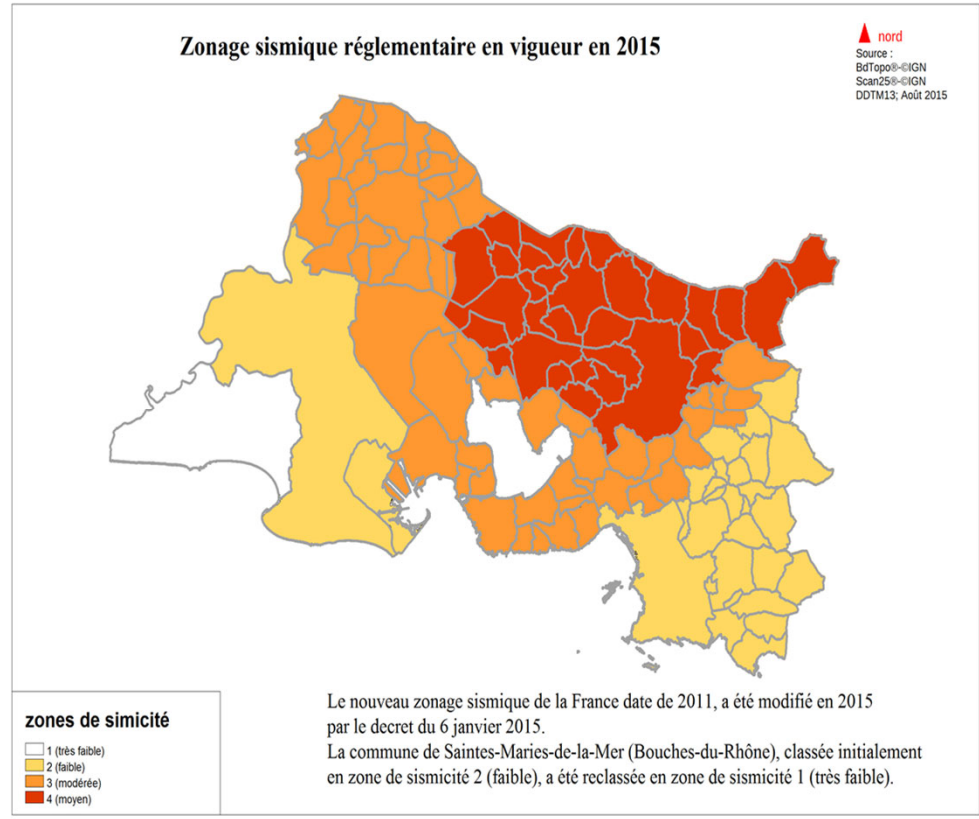 Zonage sismique réglementaire en vigueur en 2015
nord
Source :
BdTopo®-©IGN
Scan25®-©IGN
DDTM13; Août 2015
zones de simicité
1 (très faible)
2 (faible)
3 (modérée)
4 (moyen)
Le nouveau zonage sismique de la France date de 2011, a été modifié en 2015
par le decret du 6 janvier 2015.
La commune de Saintes-Maries-de-la-Mer (Bouches-du-Rhône), classée initialement
en zone de sismicité 2 (faible), a été reclassée en zone de sismicité 1 (très faible).